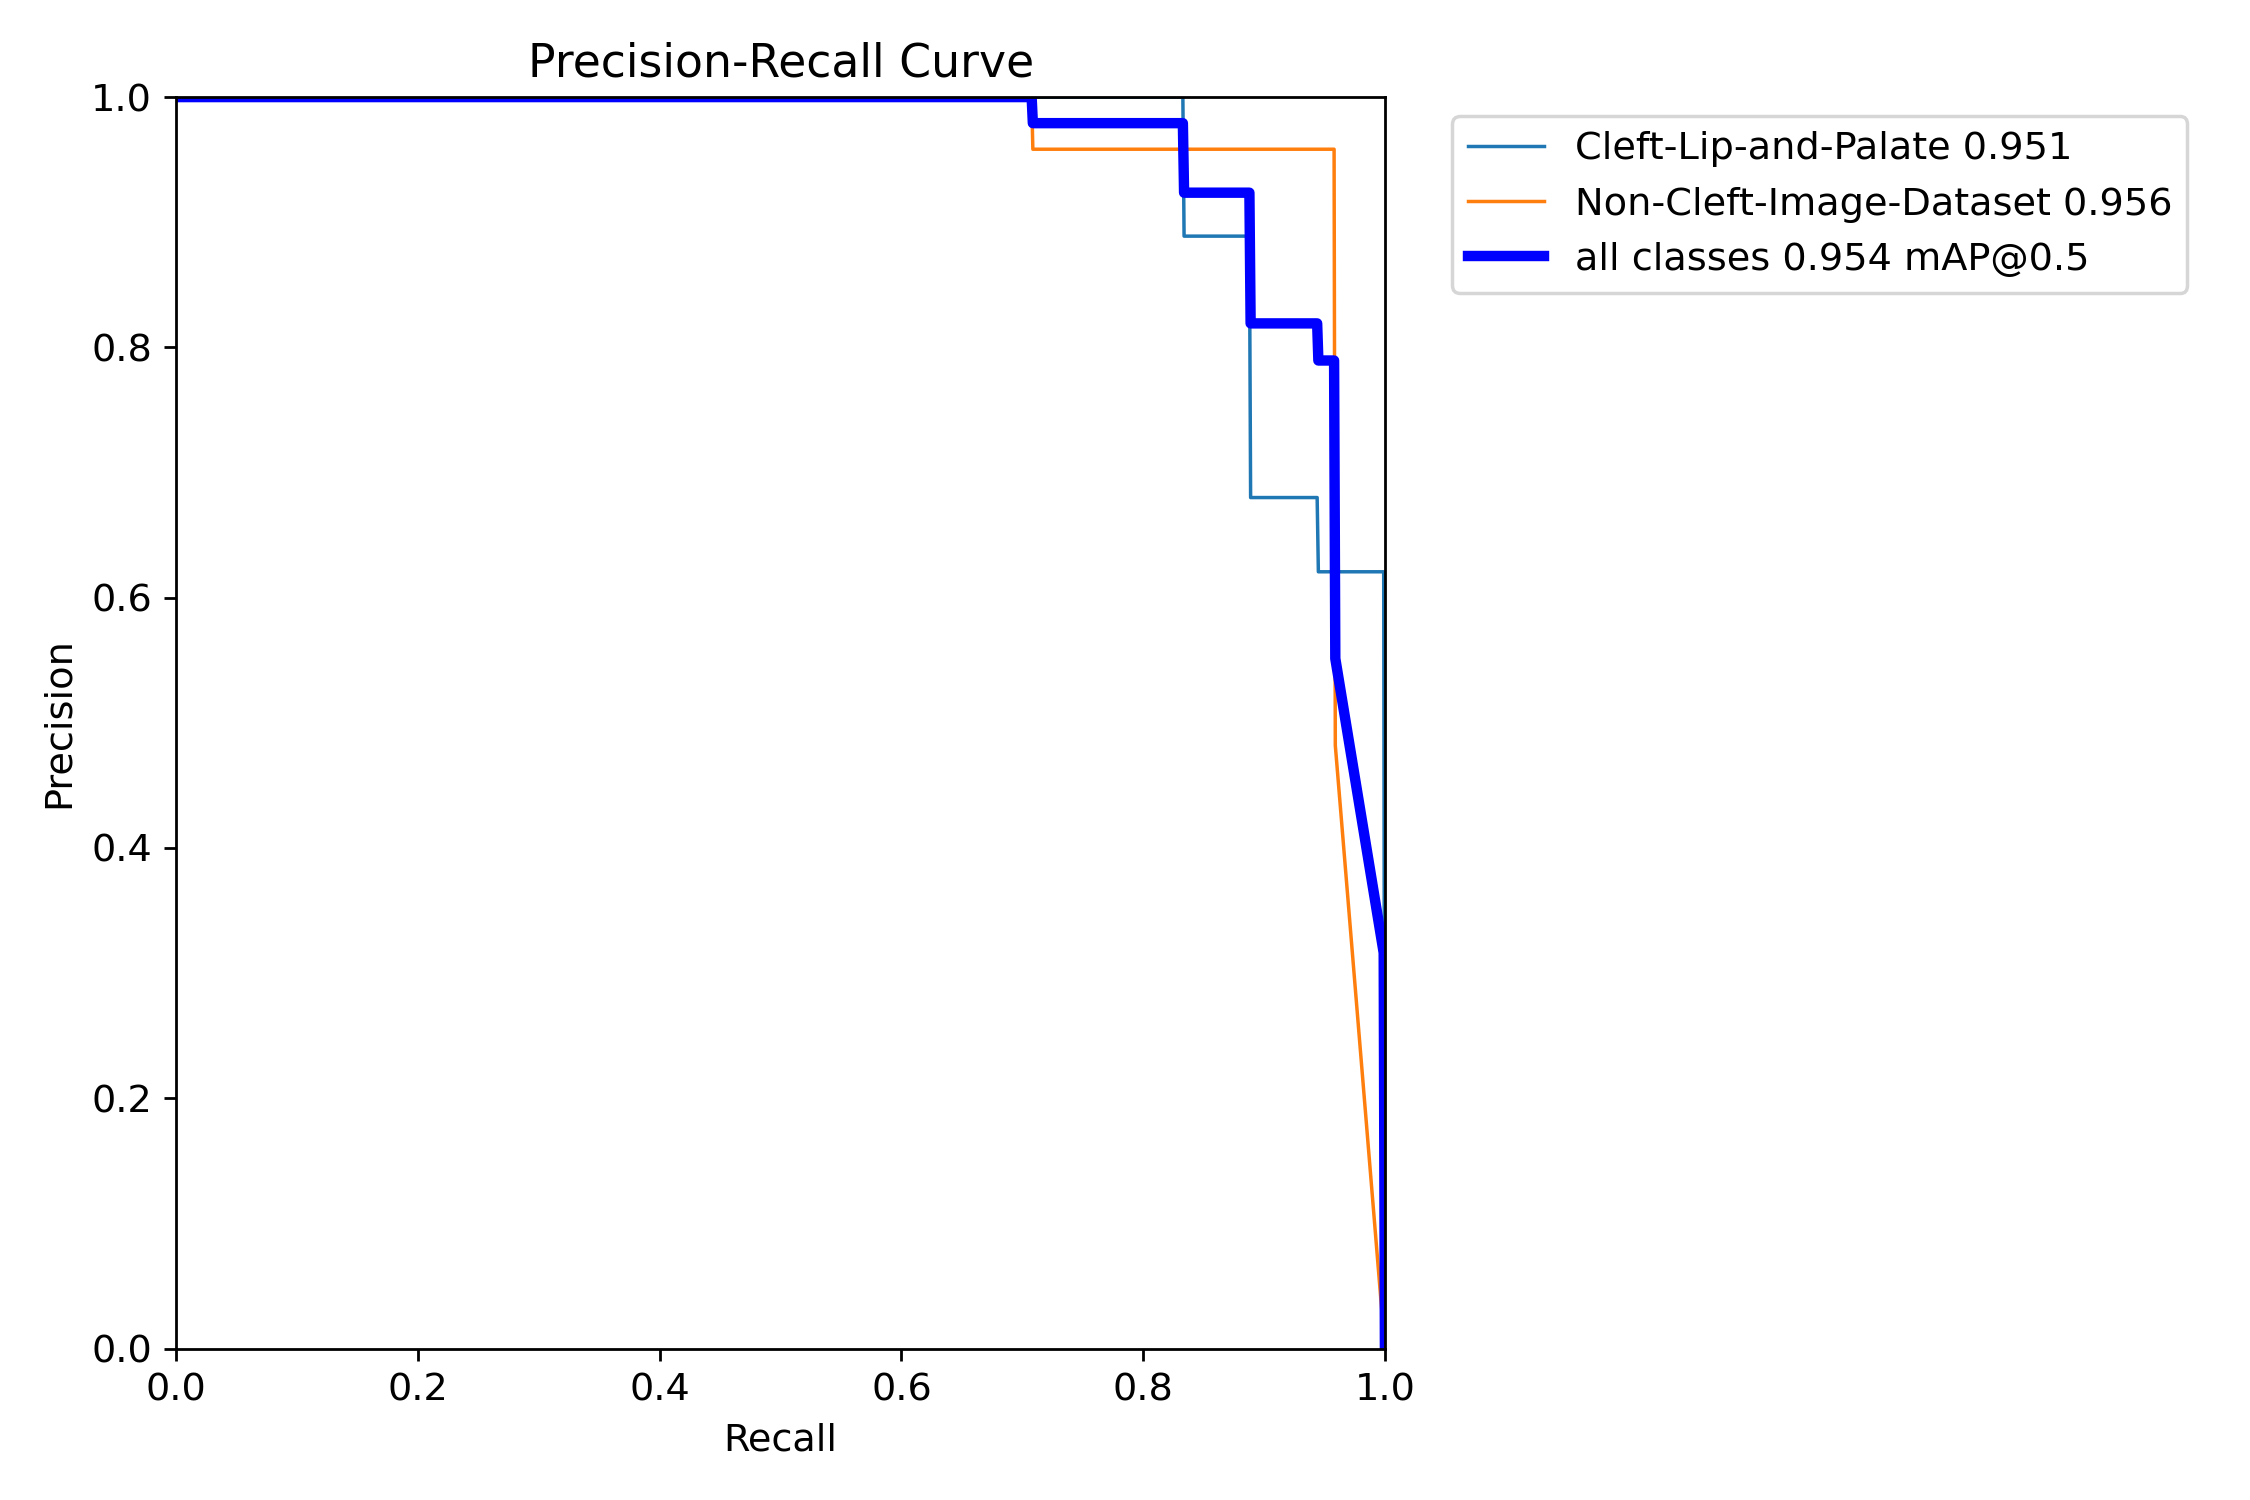 Precision-Recall Curve
1.0
0.8
0.6
0.4
0.2
0.0
Precision
0.0 0.2 0.4 0.6 0.8 1.0
Recall
Cleft-Lip-and-Palate 0.951
Non-Cleft-Image-Dataset 0.956
all classes 0.954 mAP@0.5